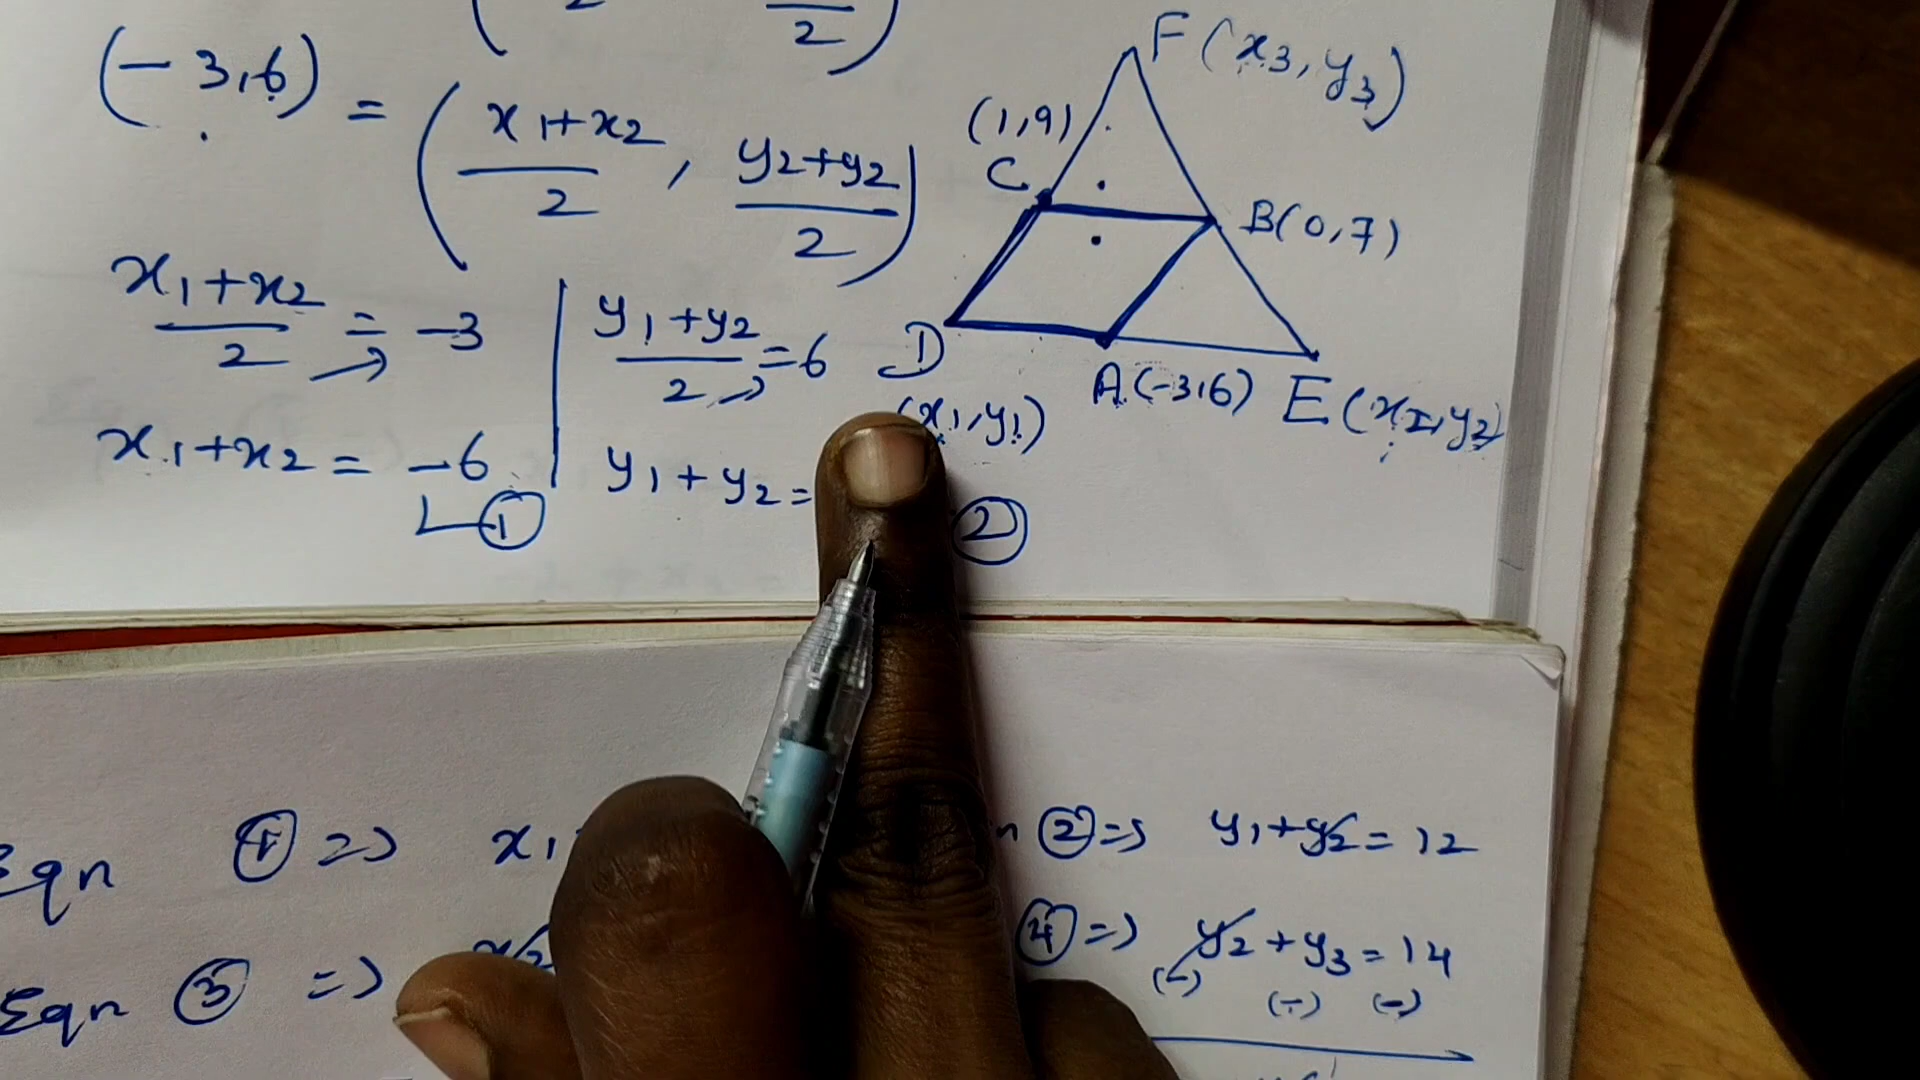 2 2
(-3,6) = (x1+x2/2, y2+y2/2)
x1+x2/2 = -3
x1+x2 = -6
①
y1+y2/2 = 6
y1+y2 =
②
F(x3,y3)
(1,9)
C
B(0,7)
D
(x1,y1)
A(-3,6)
E(x2,y2)
Eqn ① => x1
② => y1+y2 = 12
Eqn ③ => x2
④ => y2+y3 = 14
(-) (-) (-)